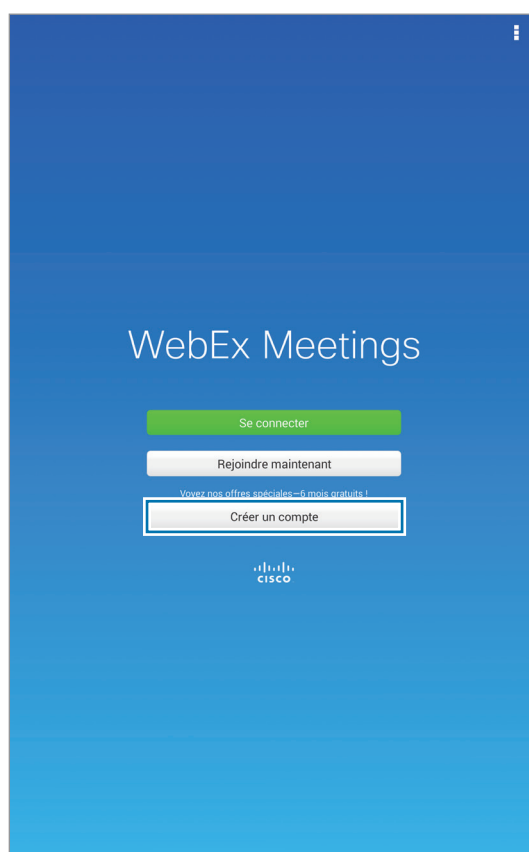 WebEx Meetings
Se connecter
Rejoindre maintenant
Voyez nos offres spéciales—6 mois gratuits !
Créer un compte
CISCO